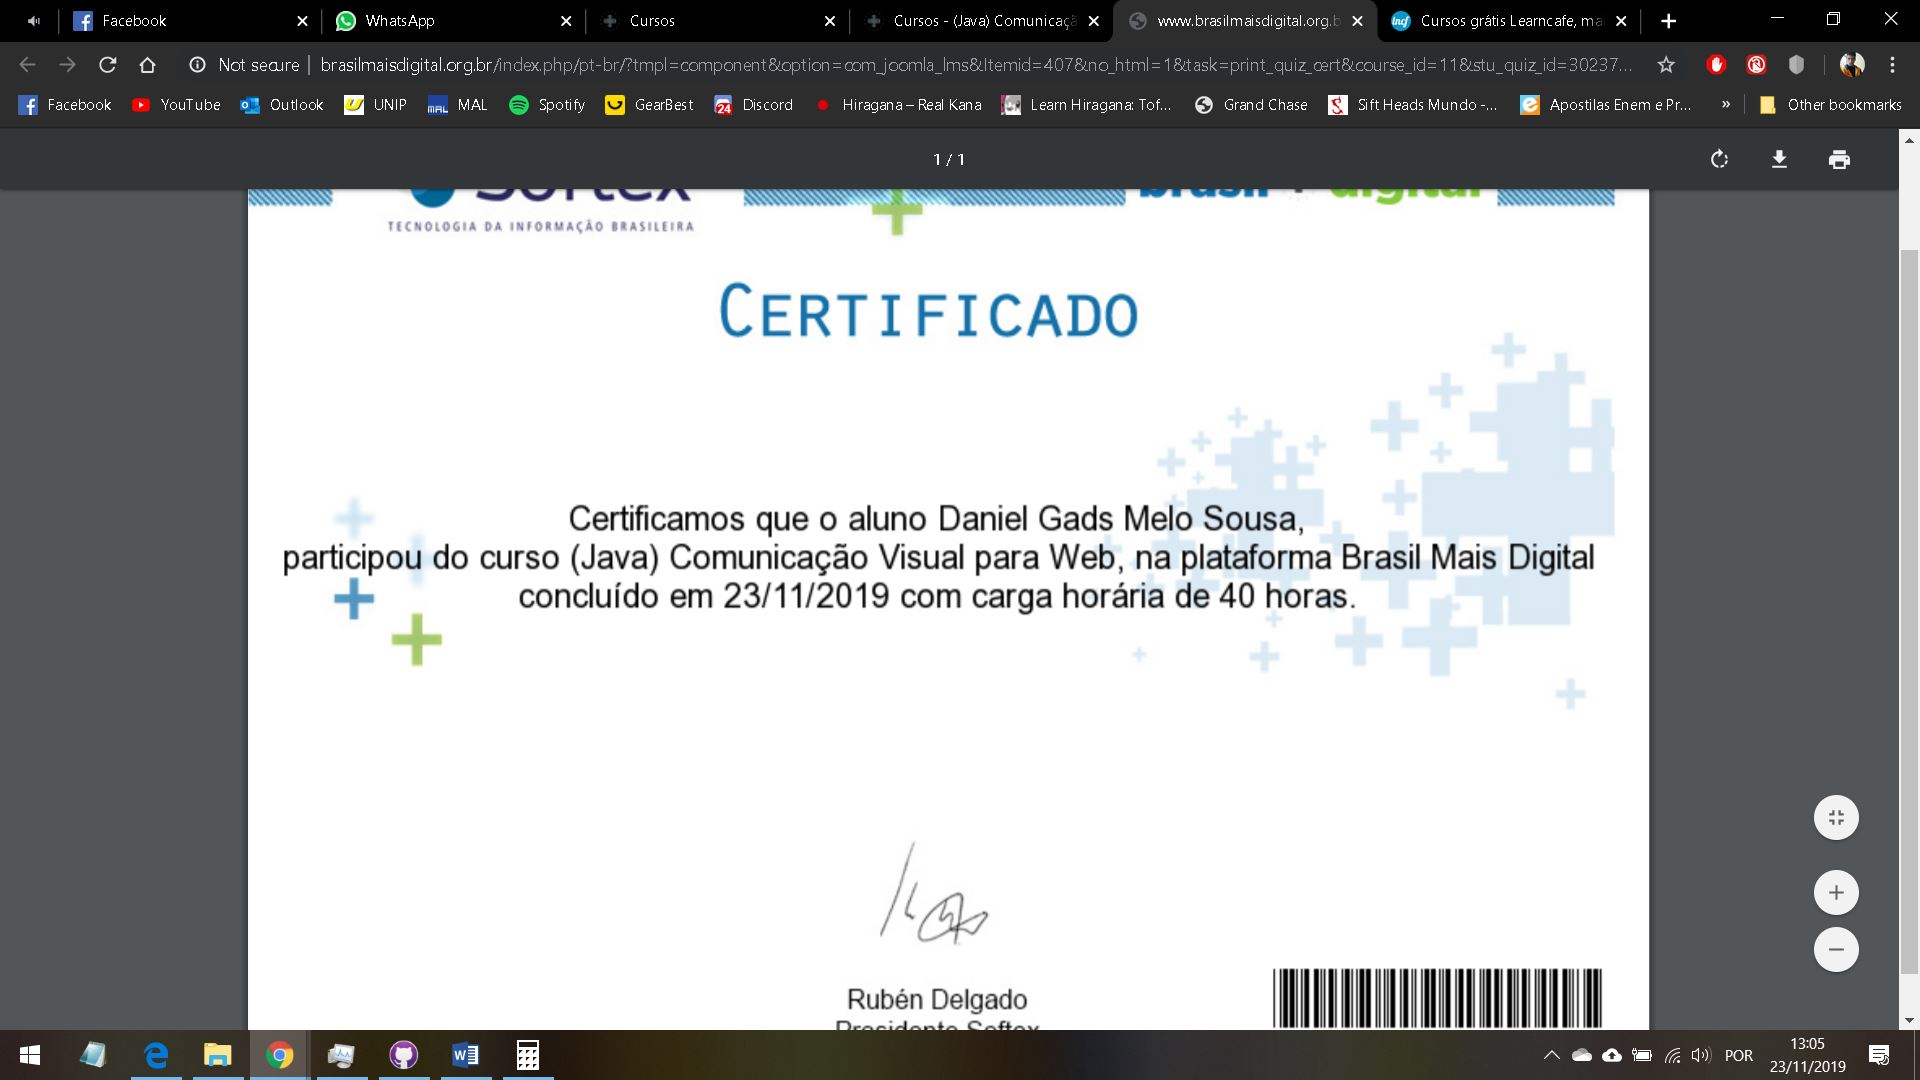 Facebook
WhatsApp
Cursos
Cursos - (Java) Comunicaçã
www.brasilmaisdigital.org.b
Cursos grátis Learncafe, ma
Not secure | brasilmaisdigital.org.br/index.php/pt-br/?tmpl=component&option=com_joomla_lms&Itemid=407&no_html=1&task=print_quiz_cert&course_id=11&stu_quiz_id=30237...
Facebook YouTube Outlook UNIP MAL Spotify GearBest Discord Hiragana – Real Kana Learn Hiragana: Tof... Grand Chase Sift Heads Mundo -... Apostilas Enem e Pr... » Other bookmarks
1 / 1
Softex
brasil + digital
TECNOLOGIA DA INFORMAÇÃO BRASILEIRA
CERTIFICADO
Certificamos que o aluno Daniel Gads Melo Sousa,
participou do curso (Java) Comunicação Visual para Web, na plataforma Brasil Mais Digital
concluído em 23/11/2019 com carga horária de 40 horas.
Rubén Delgado
Presidente Softex
POR
13:05
23/11/2019